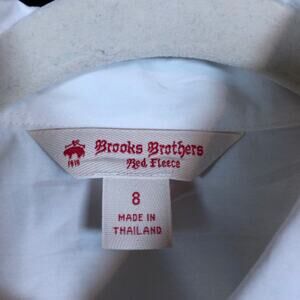 Brooks Brothers
Red Fleece
1818
8
MADE IN
THAILAND